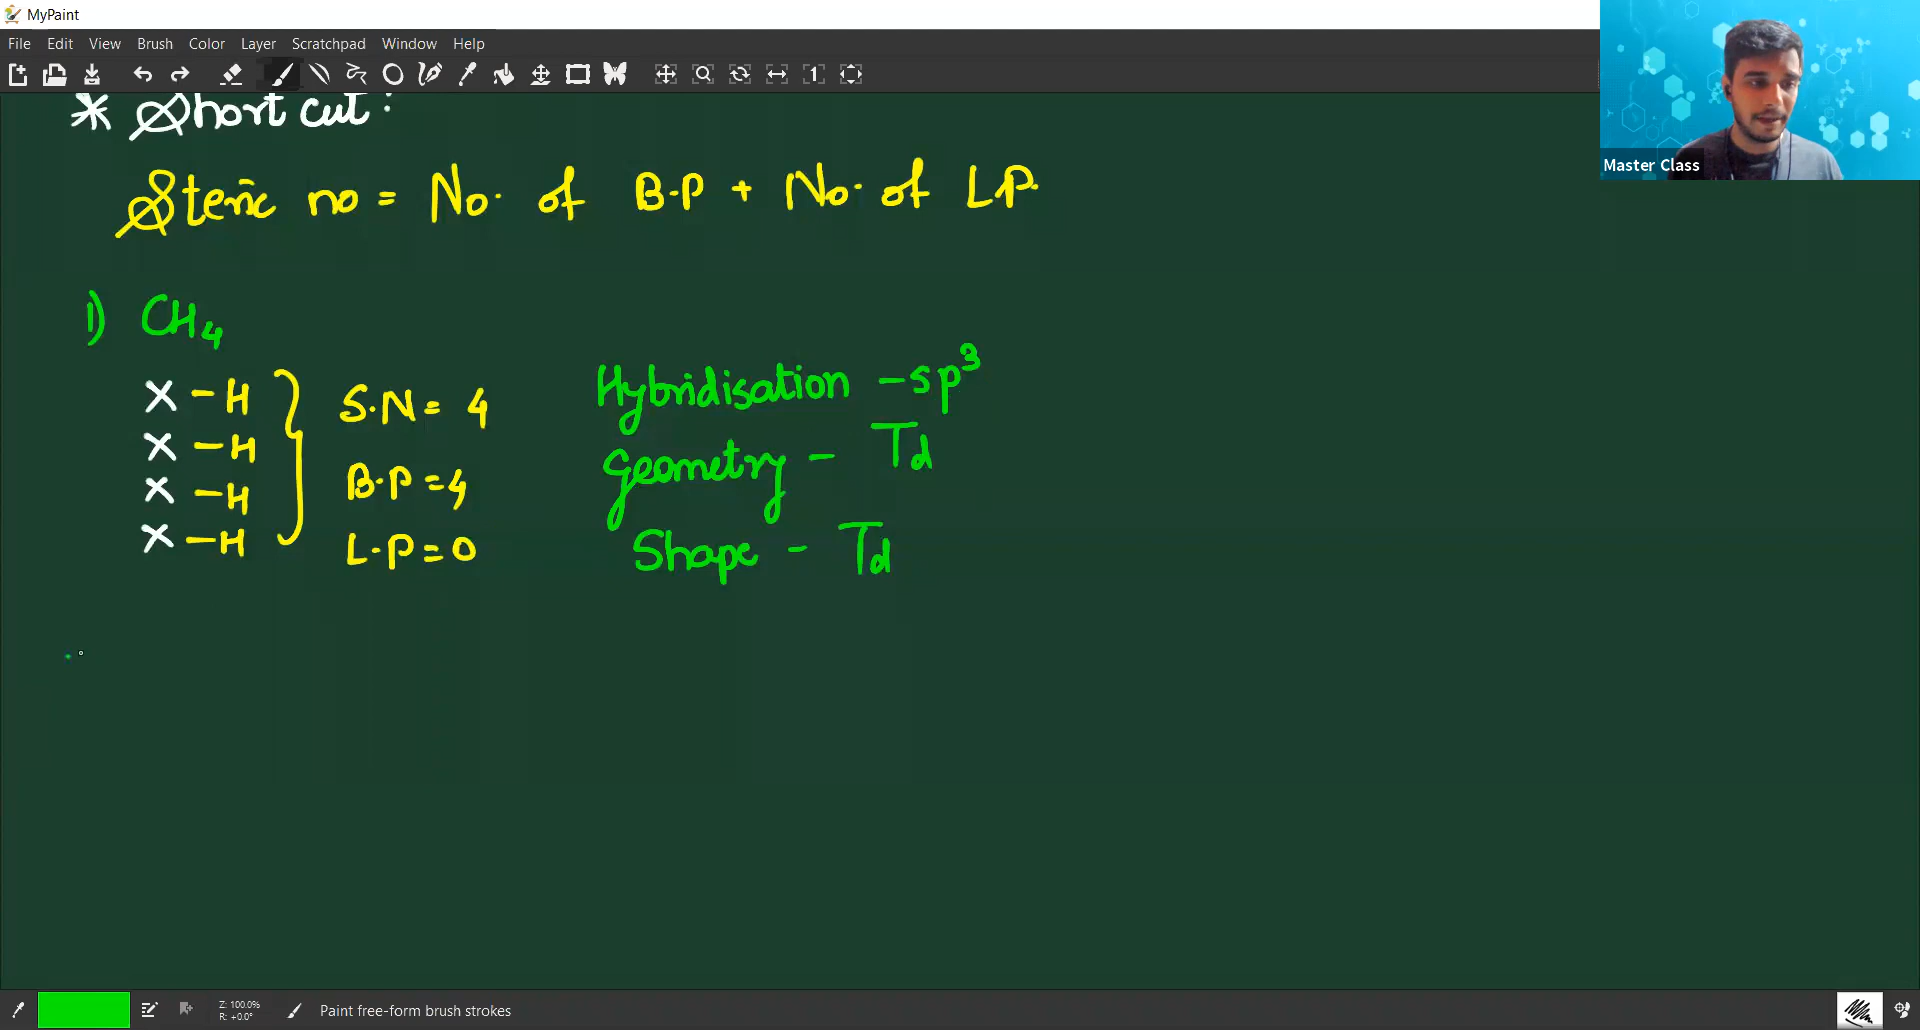 MyPaint
File Edit View Brush Color Layer Scratchpad Window Help
Master Class
* Short cut :
Steric no = No. of B.P + No. of L.P.
1) CH₄
X - H
X - H
X - H
X - H
S.N = 4
B.P = 4
L.P = 0
Hybridisation - sp³
Geometry - Td
Shape - Td
Z: 100.0%
R: +0.0°
Paint free-form brush strokes